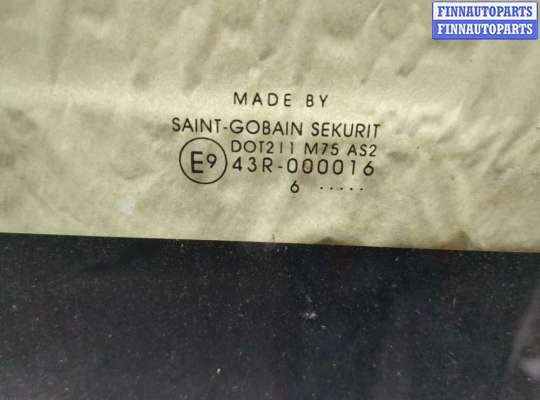 FINNAUTOPARTS
FINNAUTOPARTS
MADE BY
SAINT-GOBAIN SEKURIT
DOT211 M75 AS2
E9 43R-000016
6 .....